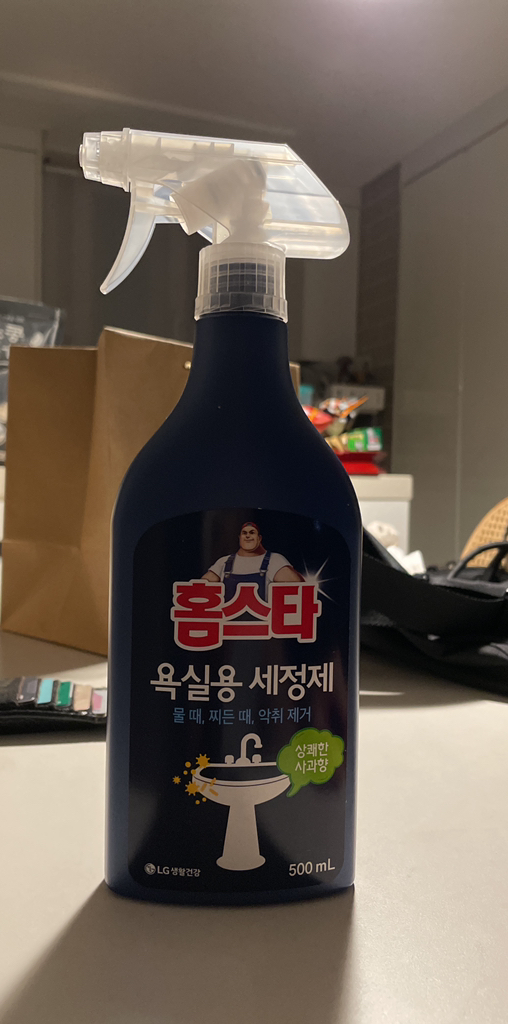 홈스타
욕실용 세정제
물 때, 찌든 때, 악취 제거
상쾌한
사과향
LG생활건강
500 mL